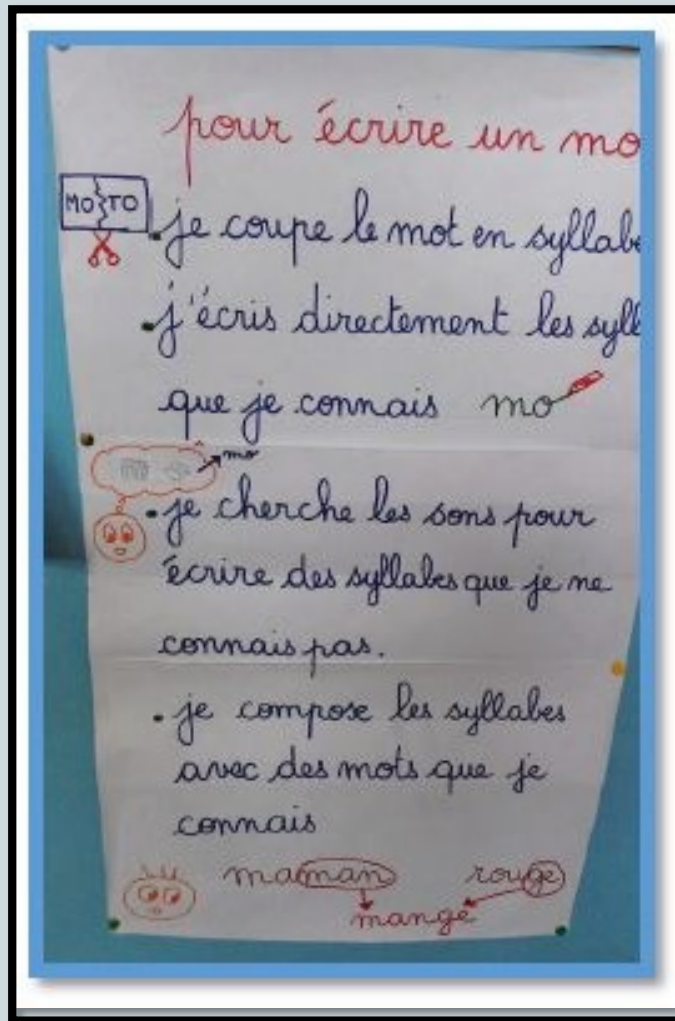 pour écrire un mo
MO TO
je coupe le mot en syllabe
j'écris directement les syll
que je connais mo
mo
je cherche les sons pour
écrire des syllabes que je ne
connais pas.
je compose les syllabes
avec des mots que je
connais
maman rouge
mange